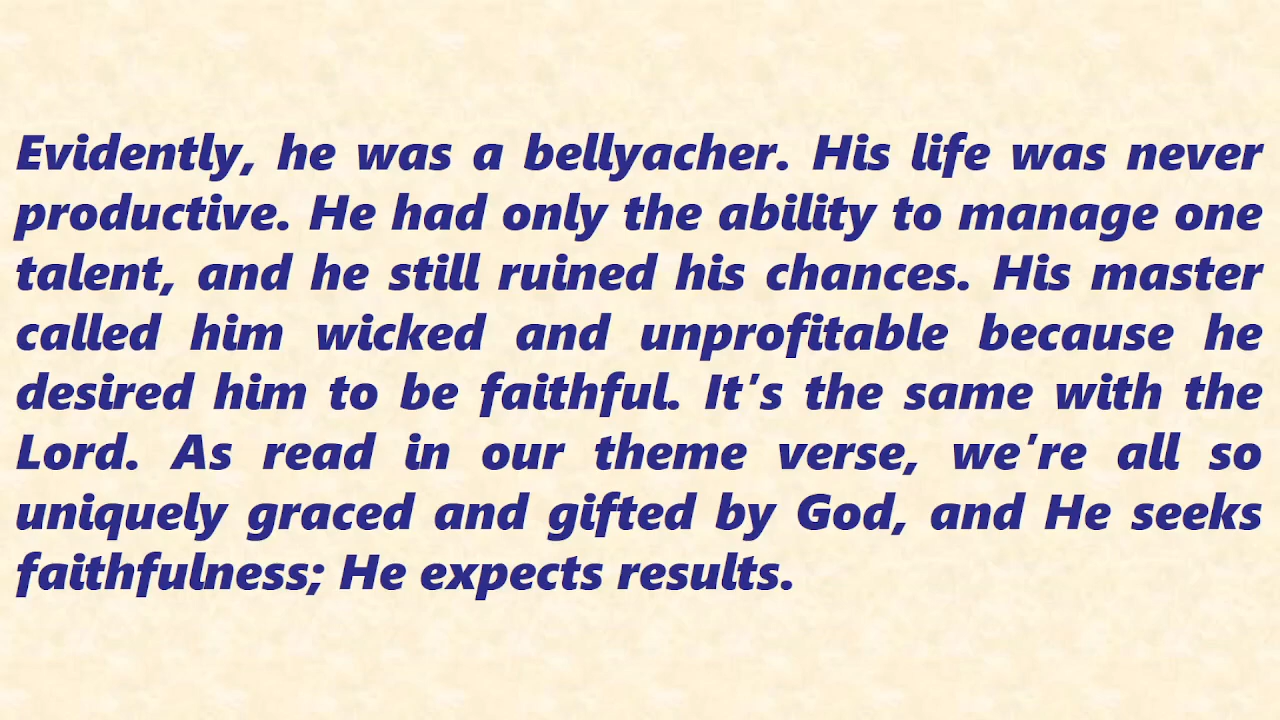 Evidently, he was a bellyacher. His life was never
productive. He had only the ability to manage one
talent, and he still ruined his chances. His master
called him wicked and unprofitable because he
desired him to be faithful. It's the same with the
Lord. As read in our theme verse, we're all so
uniquely graced and gifted by God, and He seeks
faithfulness; He expects results.